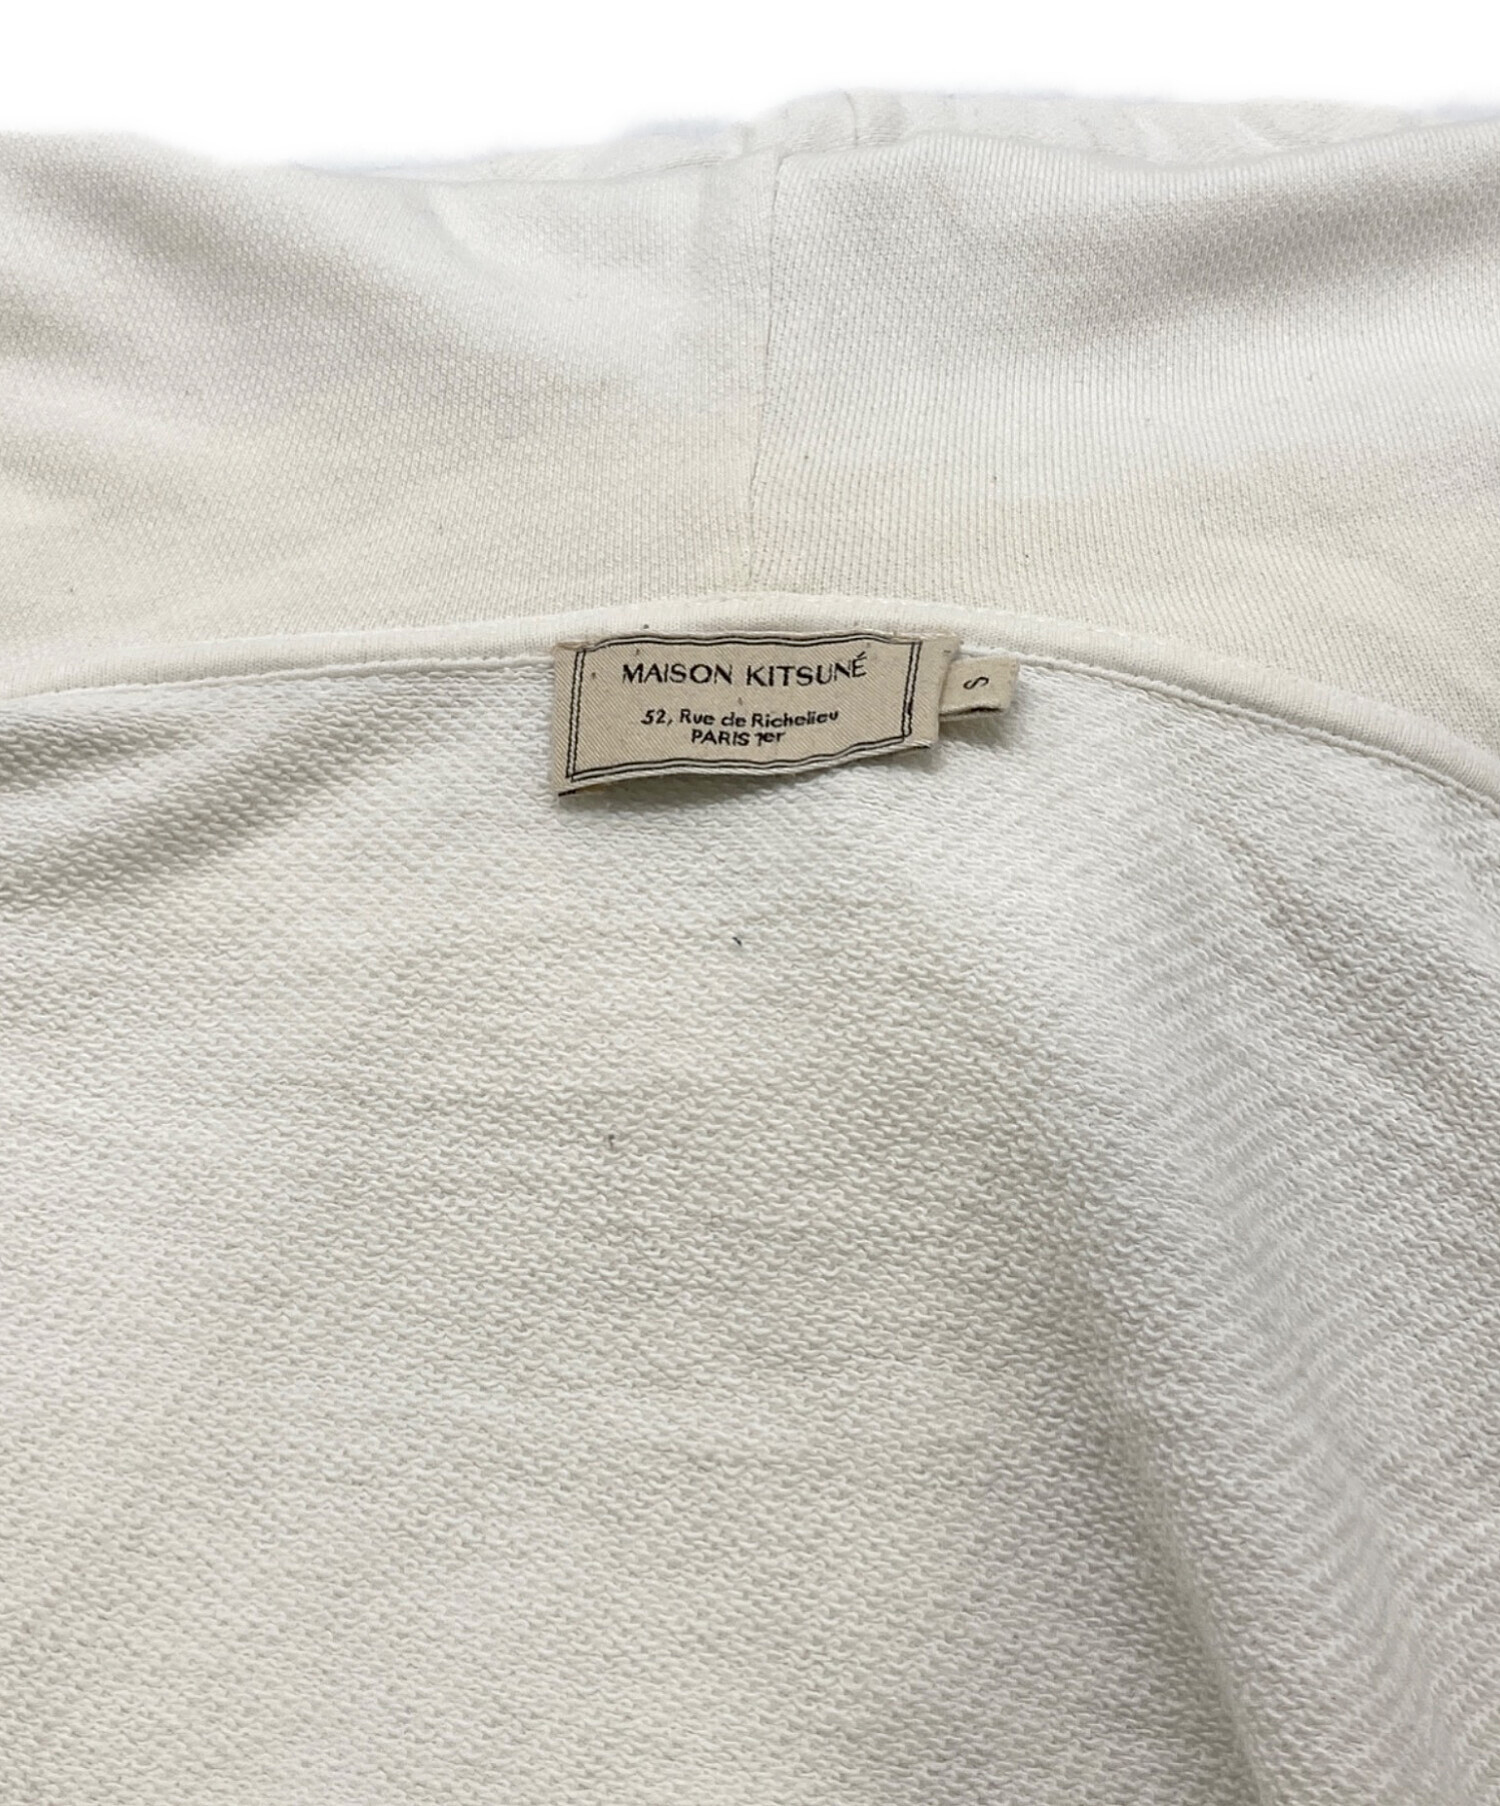 MAISON KITSUNÉ
52, Rue de Richelieu
PARIS 1er
S